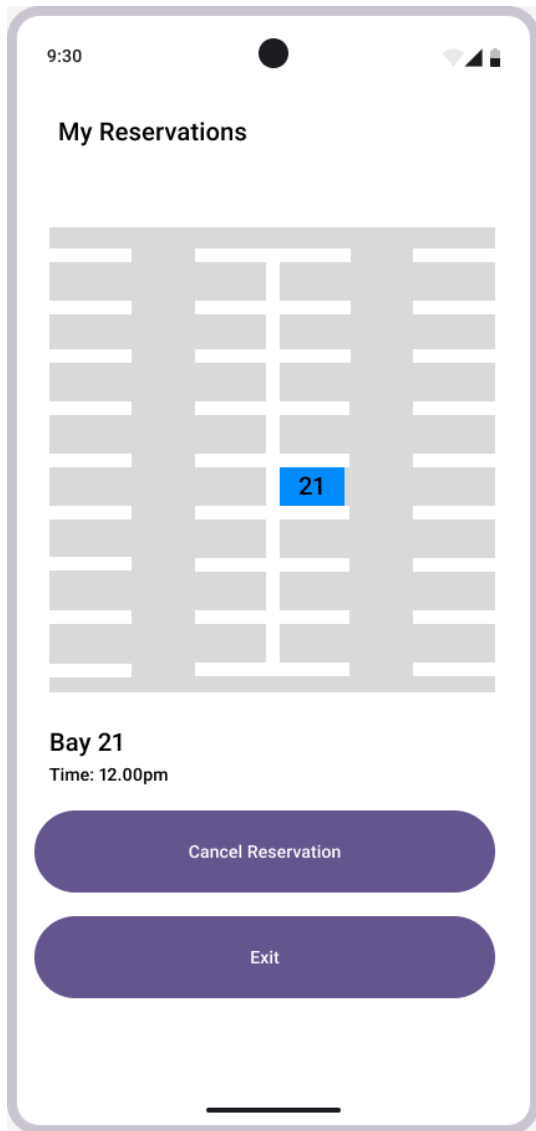 9:30
My Reservations
21
Bay 21
Time: 12.00pm
Cancel Reservation
Exit